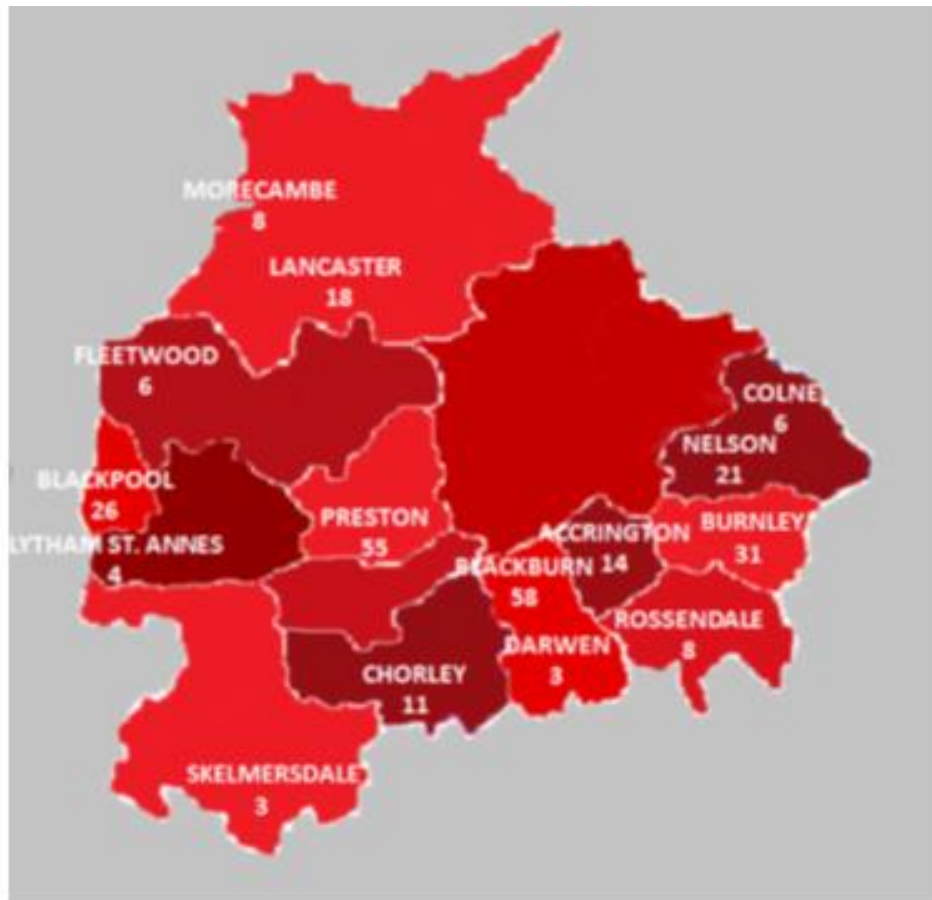 MORECAMBE
8
LANCASTER
18
FLEETWOOD
6
COLNE
6
NELSON
21
BLACKPOOL
26
PRESTON
55
ACCRINGTON
14
BURNLEY
31
LYTHAM ST. ANNES
4
BLACKBURN
58
ROSSENDALE
8
DARWEN
3
CHORLEY
11
SKELMERSDALE
3